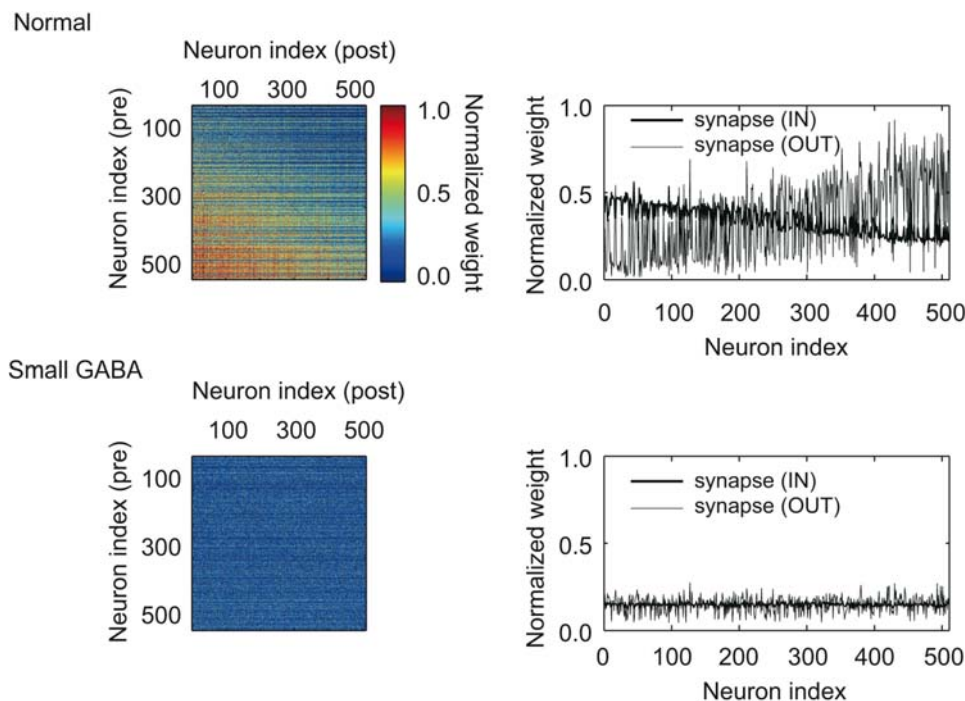 Normal
Neuron index (post)
100 300 500
Neuron index (pre)
100
300
500
1.0
0.5
0.0
Normalized weight
Normalized weight
1.0
0.5
0.0
synapse (IN)
synapse (OUT)
0 100 200 300 400 500
Neuron index
Small GABA
Neuron index (post)
100 300 500
Neuron index (pre)
100
300
500
Normalized weight
1.0
0.5
0.0
synapse (IN)
synapse (OUT)
0 100 200 300 400 500
Neuron index